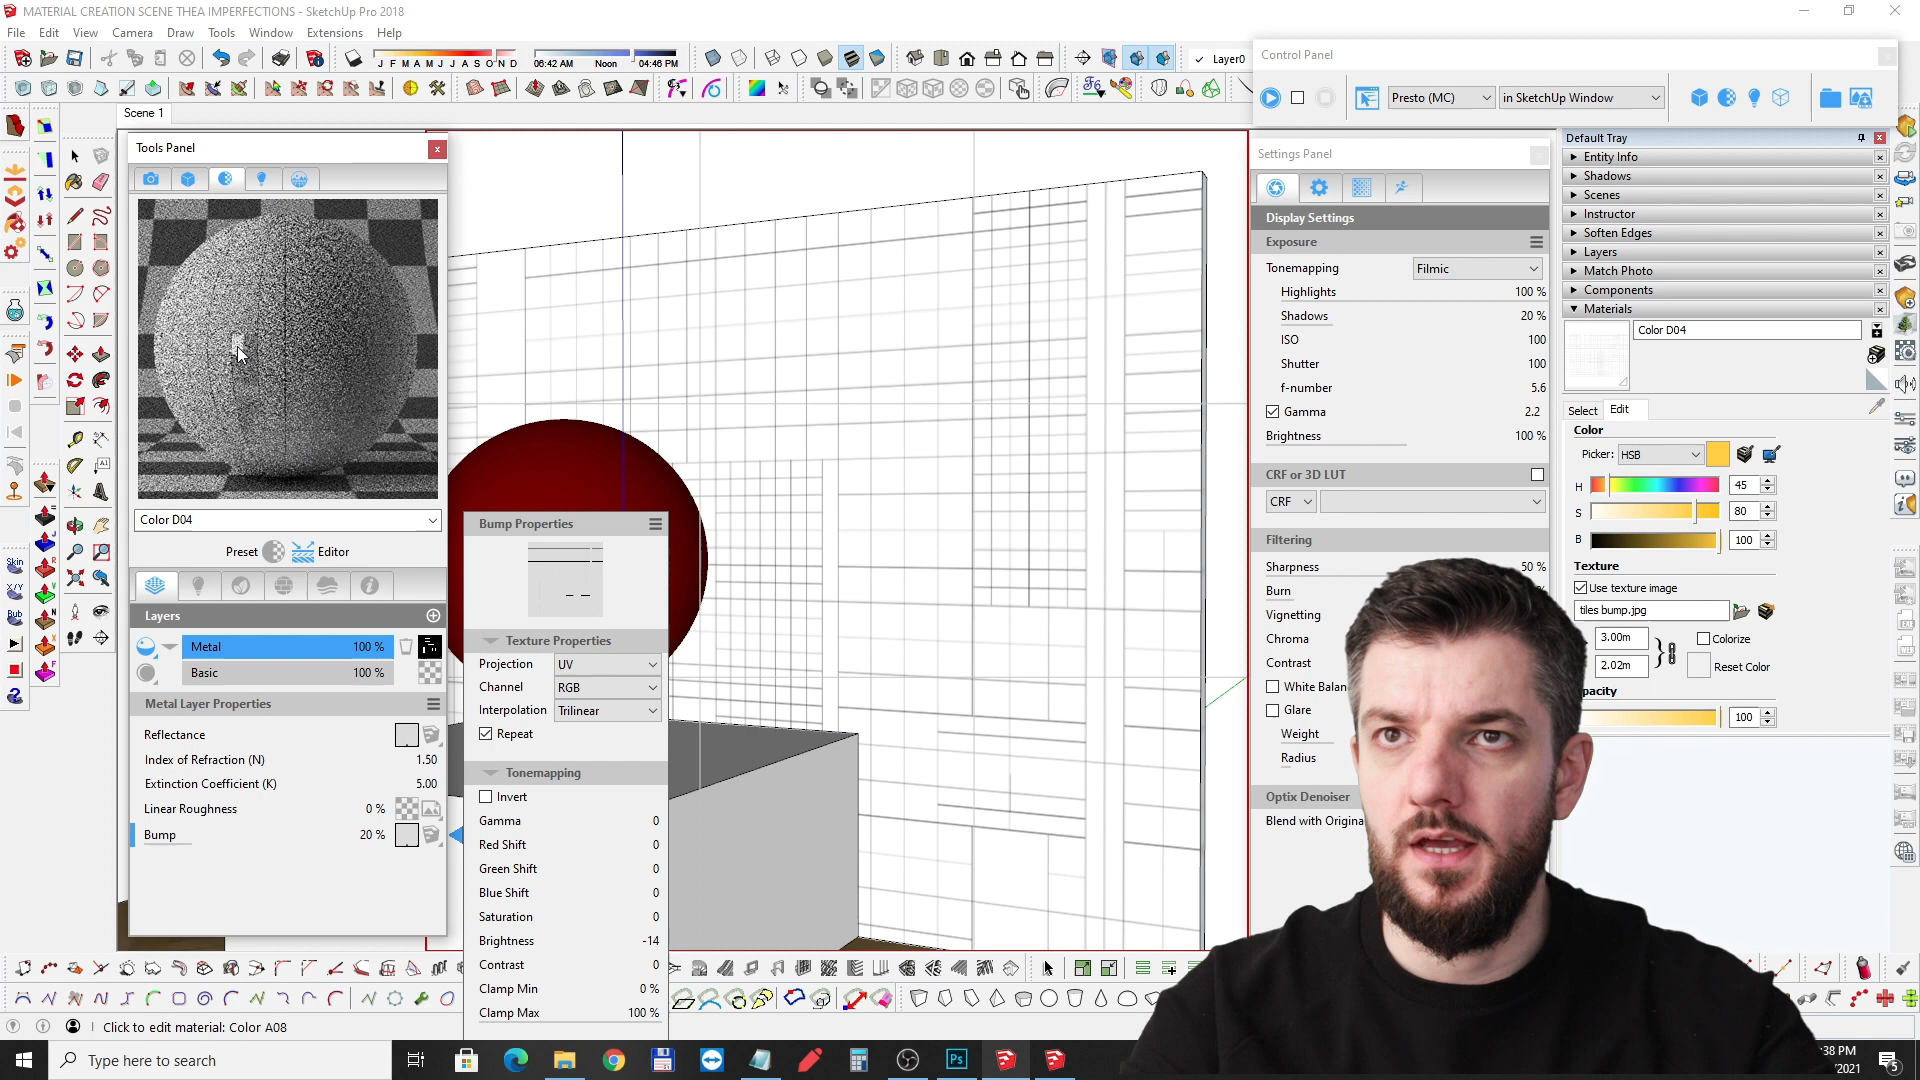 MATERIAL CREATION SCENE THEA IMPERFECTIONS - SketchUp Pro 2018
File Edit View Camera Draw Tools Window Extensions Help
J F M A M J J A S O N D
06:42 AM Noon 04:46 PM
Layer0
Control Panel
Presto (MC)
in SketchUp Window
Scene 1
Tools Panel
Color D04
Preset
Editor
Layers
Metal 100 %
Basic 100 %
Metal Layer Properties
Reflectance
Index of Refraction (N) 1.50
Extinction Coefficient (K) 5.00
Linear Roughness 0 %
Bump 20 %
Skin
X/Y
Bub
Bump Properties
Texture Properties
Projection UV
Channel RGB
Interpolation Trilinear
Repeat
Tonemapping
Invert
Gamma 0
Red Shift 0
Green Shift 0
Blue Shift 0
Saturation 0
Brightness -14
Contrast 0
Clamp Min 0 %
Clamp Max 100 %
Settings Panel
Display Settings
Exposure
Tonemapping Filmic
Highlights 100 %
Shadows 20 %
ISO 100
Shutter 100
f-number 5.6
Gamma 2.2
Brightness 100 %
CRF or 3D LUT
CRF
Filtering
Sharpness 50 %
Burn
Vignetting
Chroma
Contrast
White Balan
Glare
Weight
Radius
Optix Denoiser
Blend with Origina
Default Tray
Entity Info
Shadows
Scenes
Instructor
Soften Edges
Layers
Match Photo
Components
Materials
Color D04
Select Edit
Color
Picker: HSB
H 45
S 80
B 100
Texture
Use texture image
tiles bump.jpg
3.00m
Colorize
2.02m
Reset Color
pacity
100
Click to edit material: Color A08
Type here to search
Ps
:38 PM
/2021
5